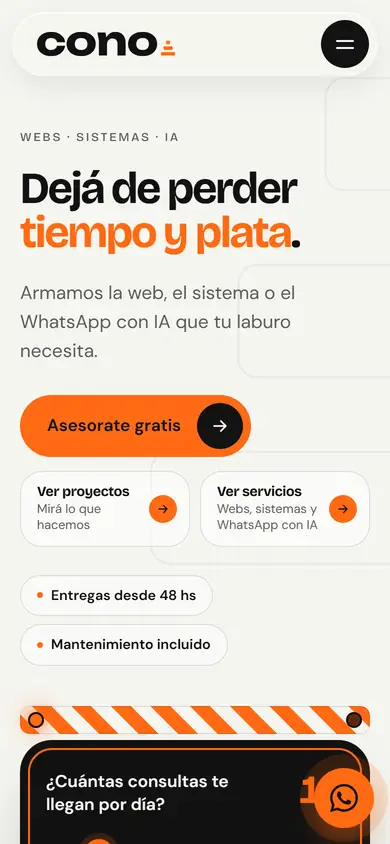 cono
WEBS · SISTEMAS · IA
Dejá de perder
tiempo y plata.
Armamos la web, el sistema o el
WhatsApp con IA que tu laburo
necesita.
Asesorate gratis
Ver proyectos
Mirá lo que
hacemos
Ver servicios
Webs, sistemas y
WhatsApp con IA
Entregas desde 48 hs
Mantenimiento incluido
¿Cuántas consultas te
llegan por día?